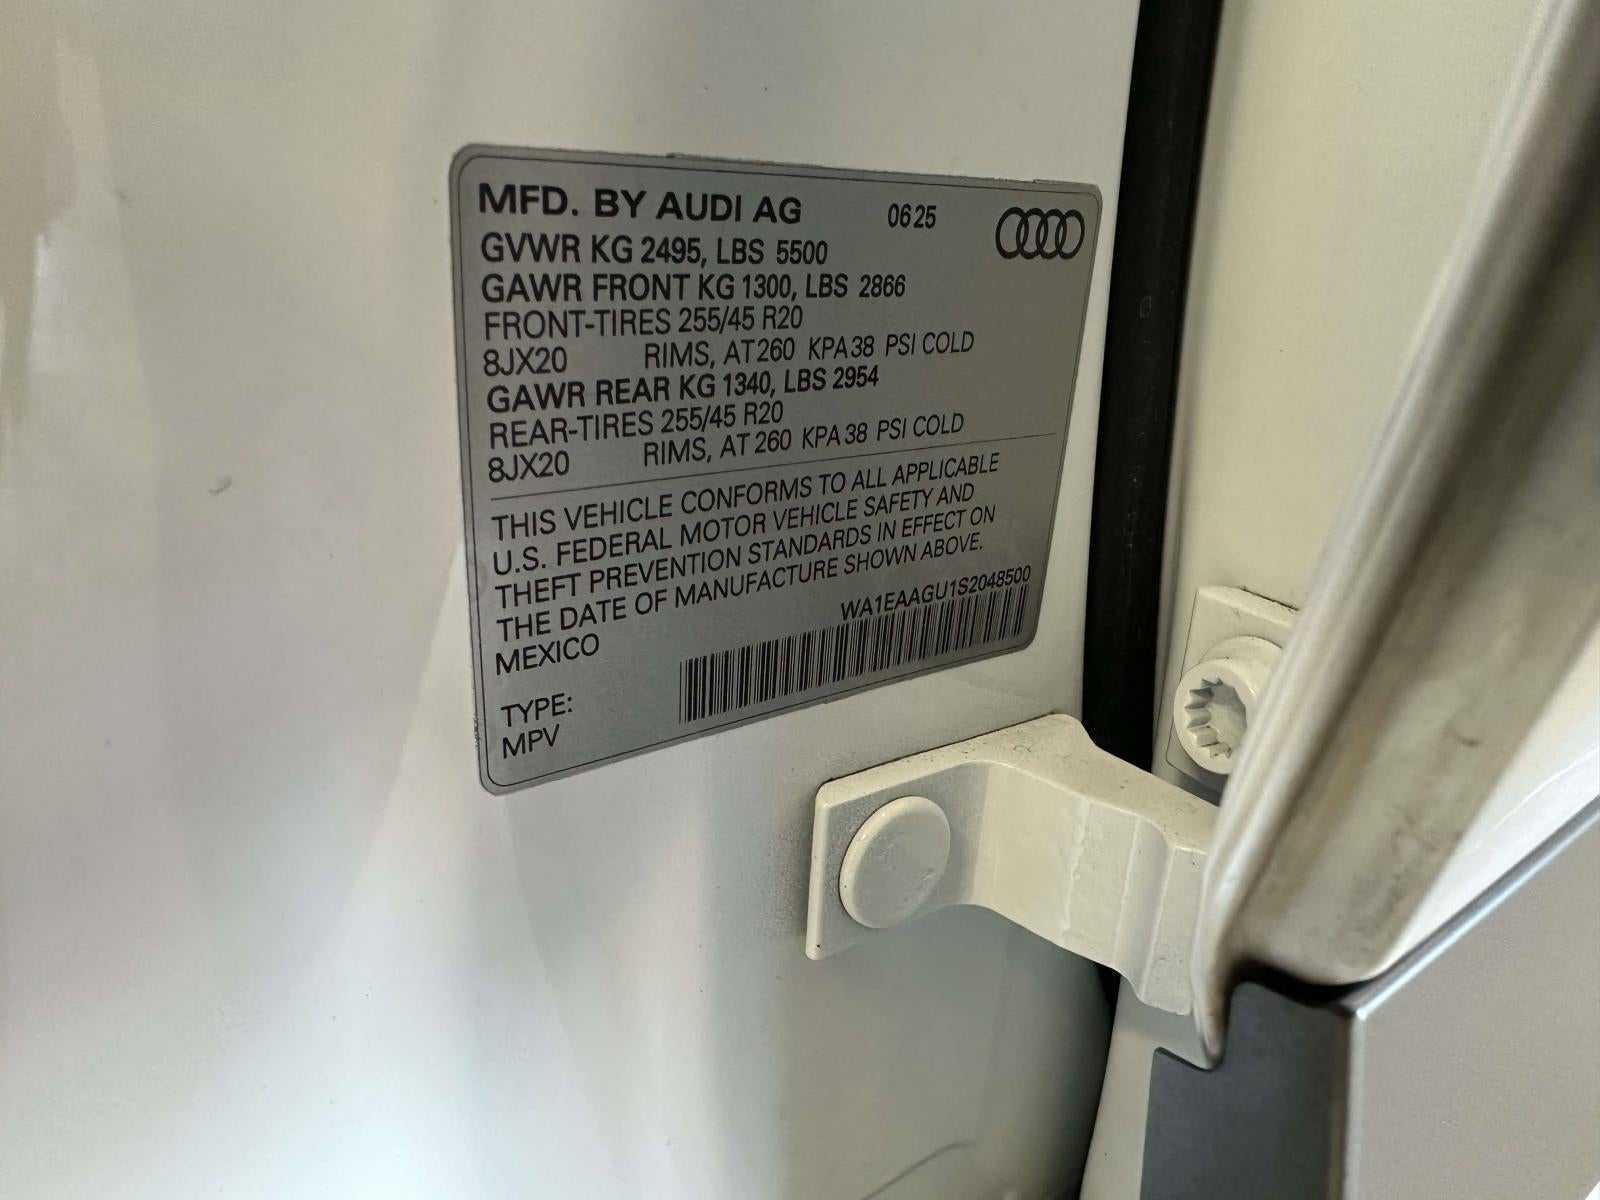 MFD. BY AUDI AG 0625
GVWR KG 2495, LBS 5500
GAWR FRONT KG 1300, LBS 2866
FRONT-TIRES 255/45 R20
8JX20 RIMS, AT 260 KPA 38 PSI COLD
GAWR REAR KG 1340, LBS 2954
REAR-TIRES 255/45 R20
8JX20 RIMS, AT 260 KPA 38 PSI COLD
THIS VEHICLE CONFORMS TO ALL APPLICABLE
U.S. FEDERAL MOTOR VEHICLE SAFETY AND
THEFT PREVENTION STANDARDS IN EFFECT ON
THE DATE OF MANUFACTURE SHOWN ABOVE.
MEXICO WA1EAAGU1S2048500
TYPE:
MPV